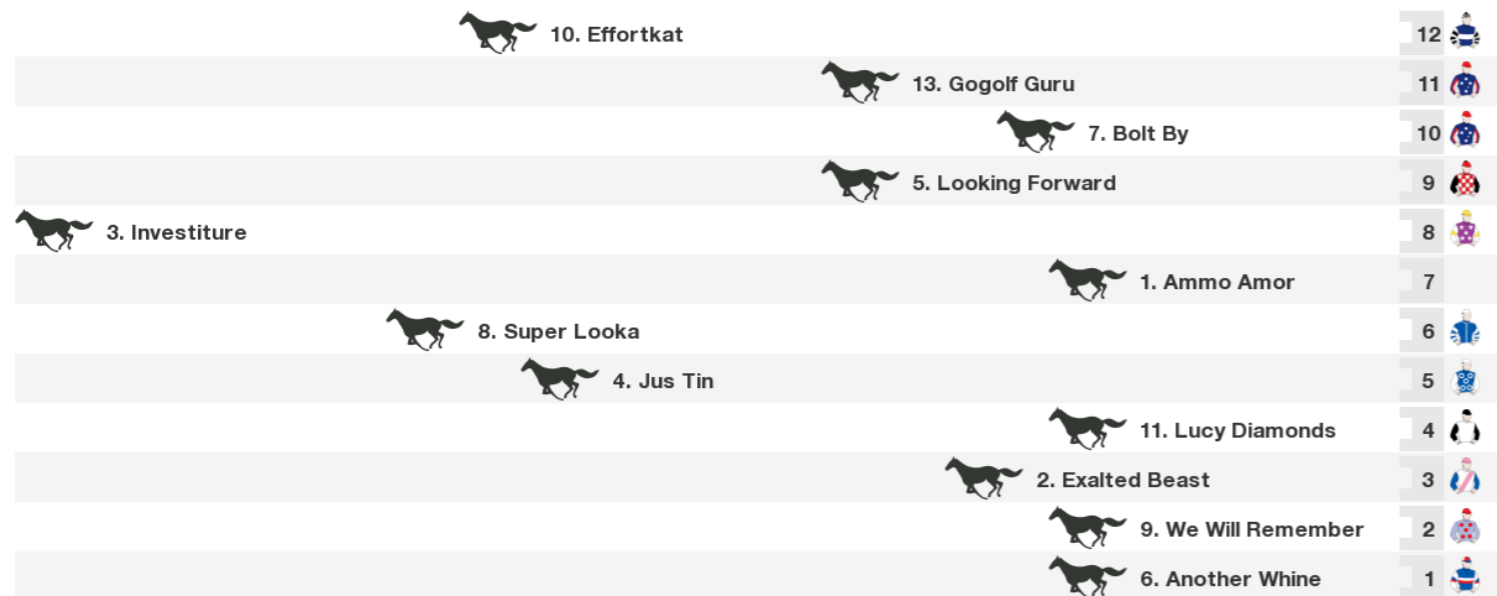 10. Effortkat 12
13. Gogolf Guru 11
7. Bolt By 10
5. Looking Forward 9
3. Investiture 8
1. Ammo Amor 7
8. Super Looka 6
4. Jus Tin 5
11. Lucy Diamonds 4
2. Exalted Beast 3
9. We Will Remember 2
6. Another Whine 1